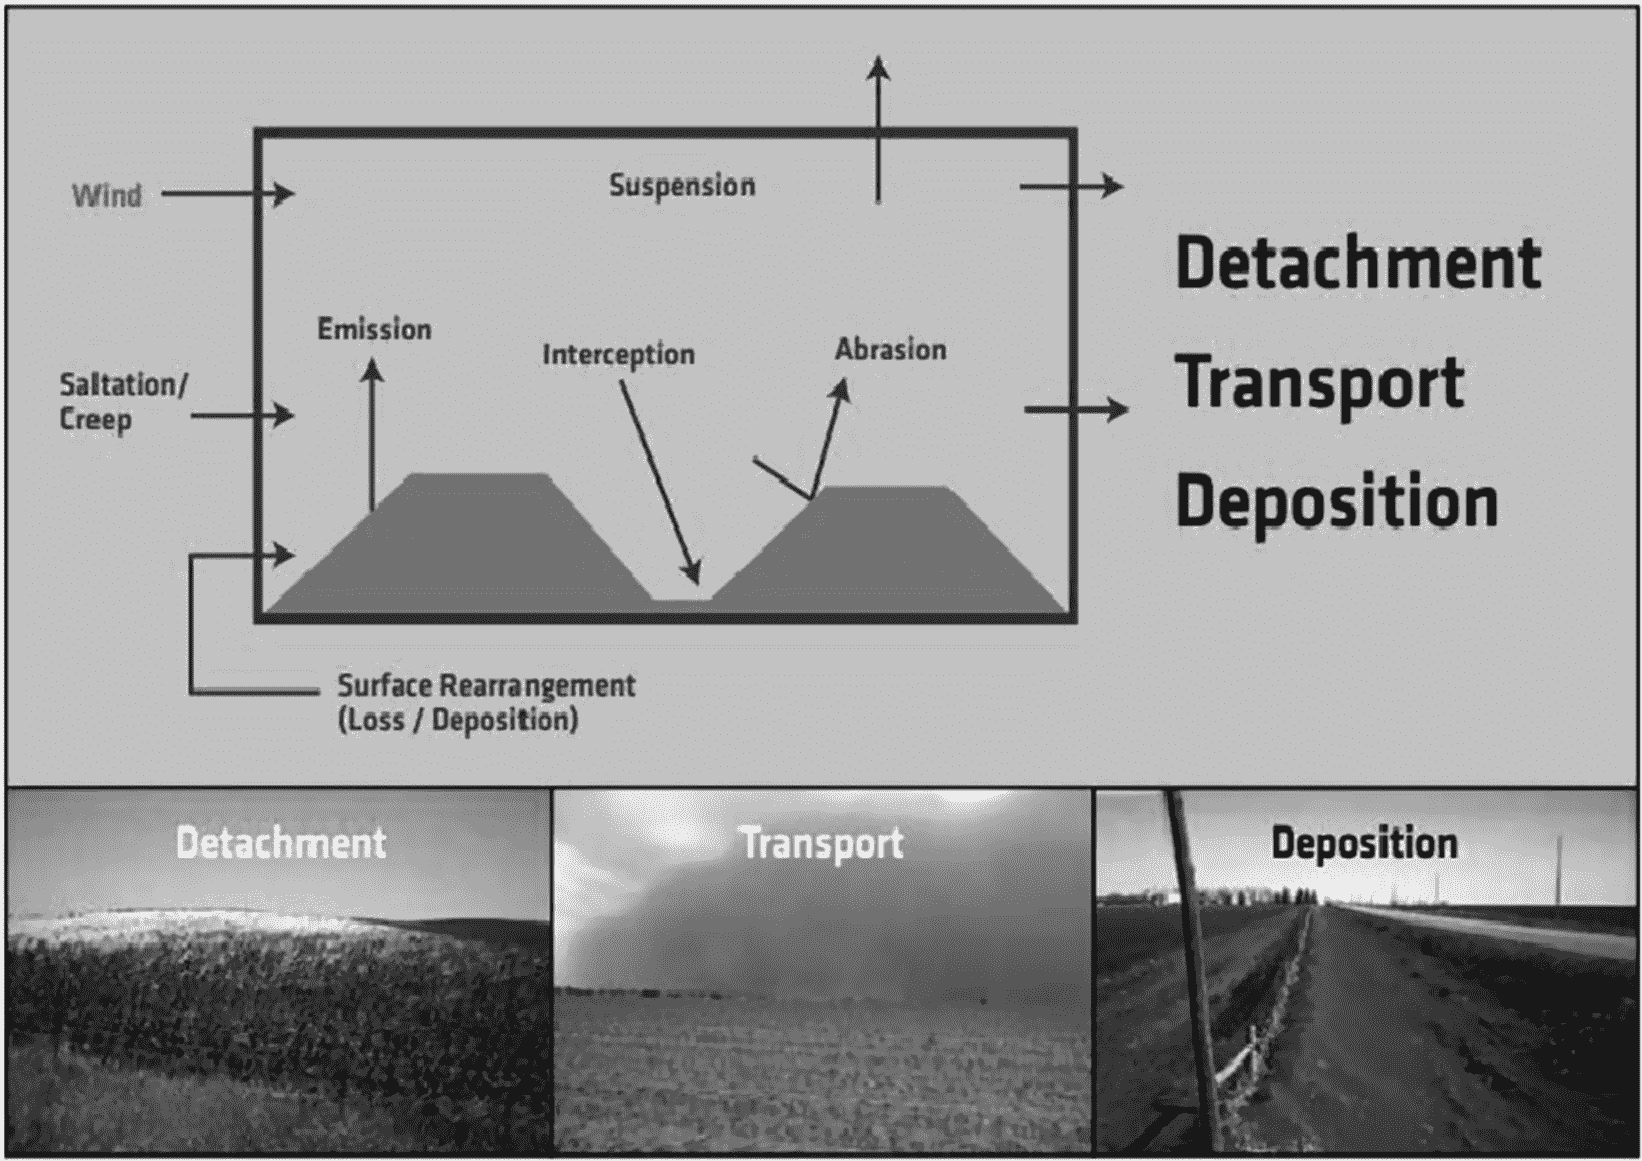 Wind
Suspension
Detachment
Emission
Interception
Abrasion
Transport
Saltation/
Creep
Deposition
Surface Rearrangement
(Loss / Deposition)
Detachment
Transport
Deposition